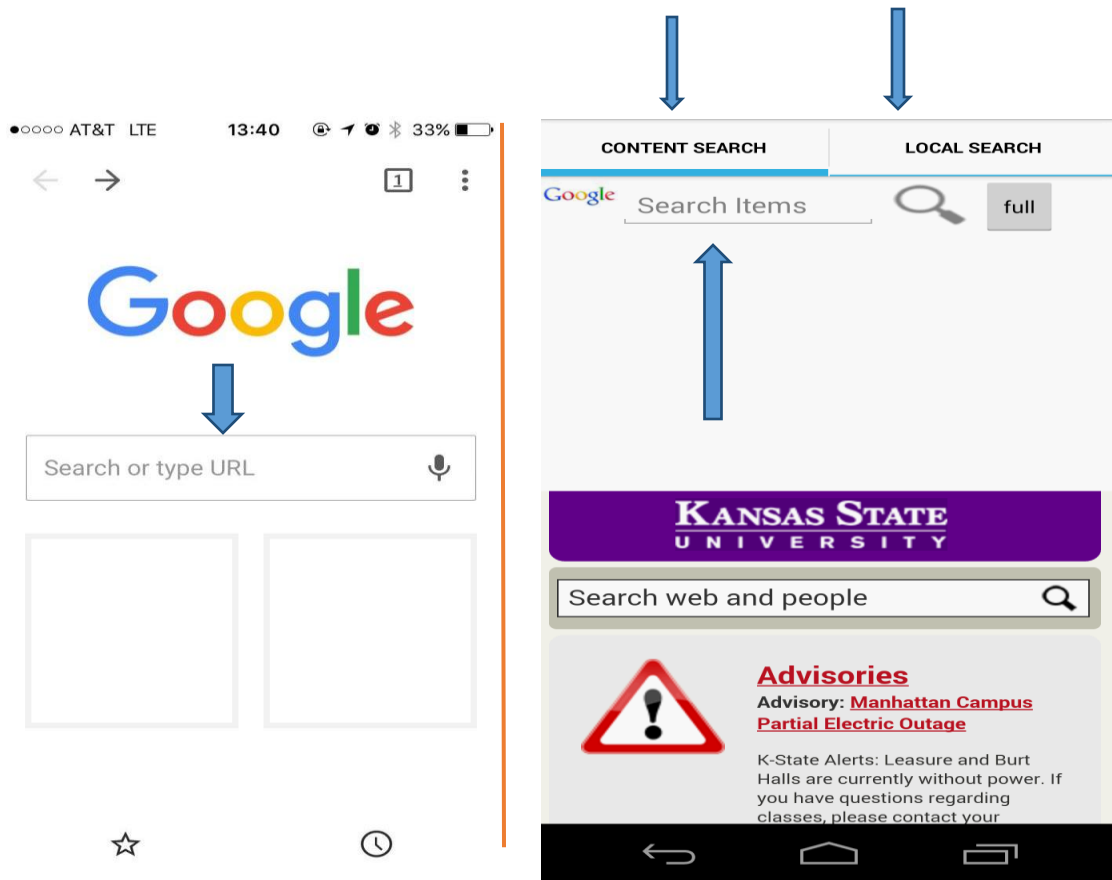 AT&T LTE 13:40 33%
1
Google
Search or type URL
CONTENT SEARCH LOCAL SEARCH
Google Search Items full
KANSAS STATE
UNIVERSITY
Search web and people
Advisories
Advisory: Manhattan Campus
Partial Electric Outage
K-State Alerts: Leasure and Burt
Halls are currently without power. If
you have questions regarding
classes, please contact your